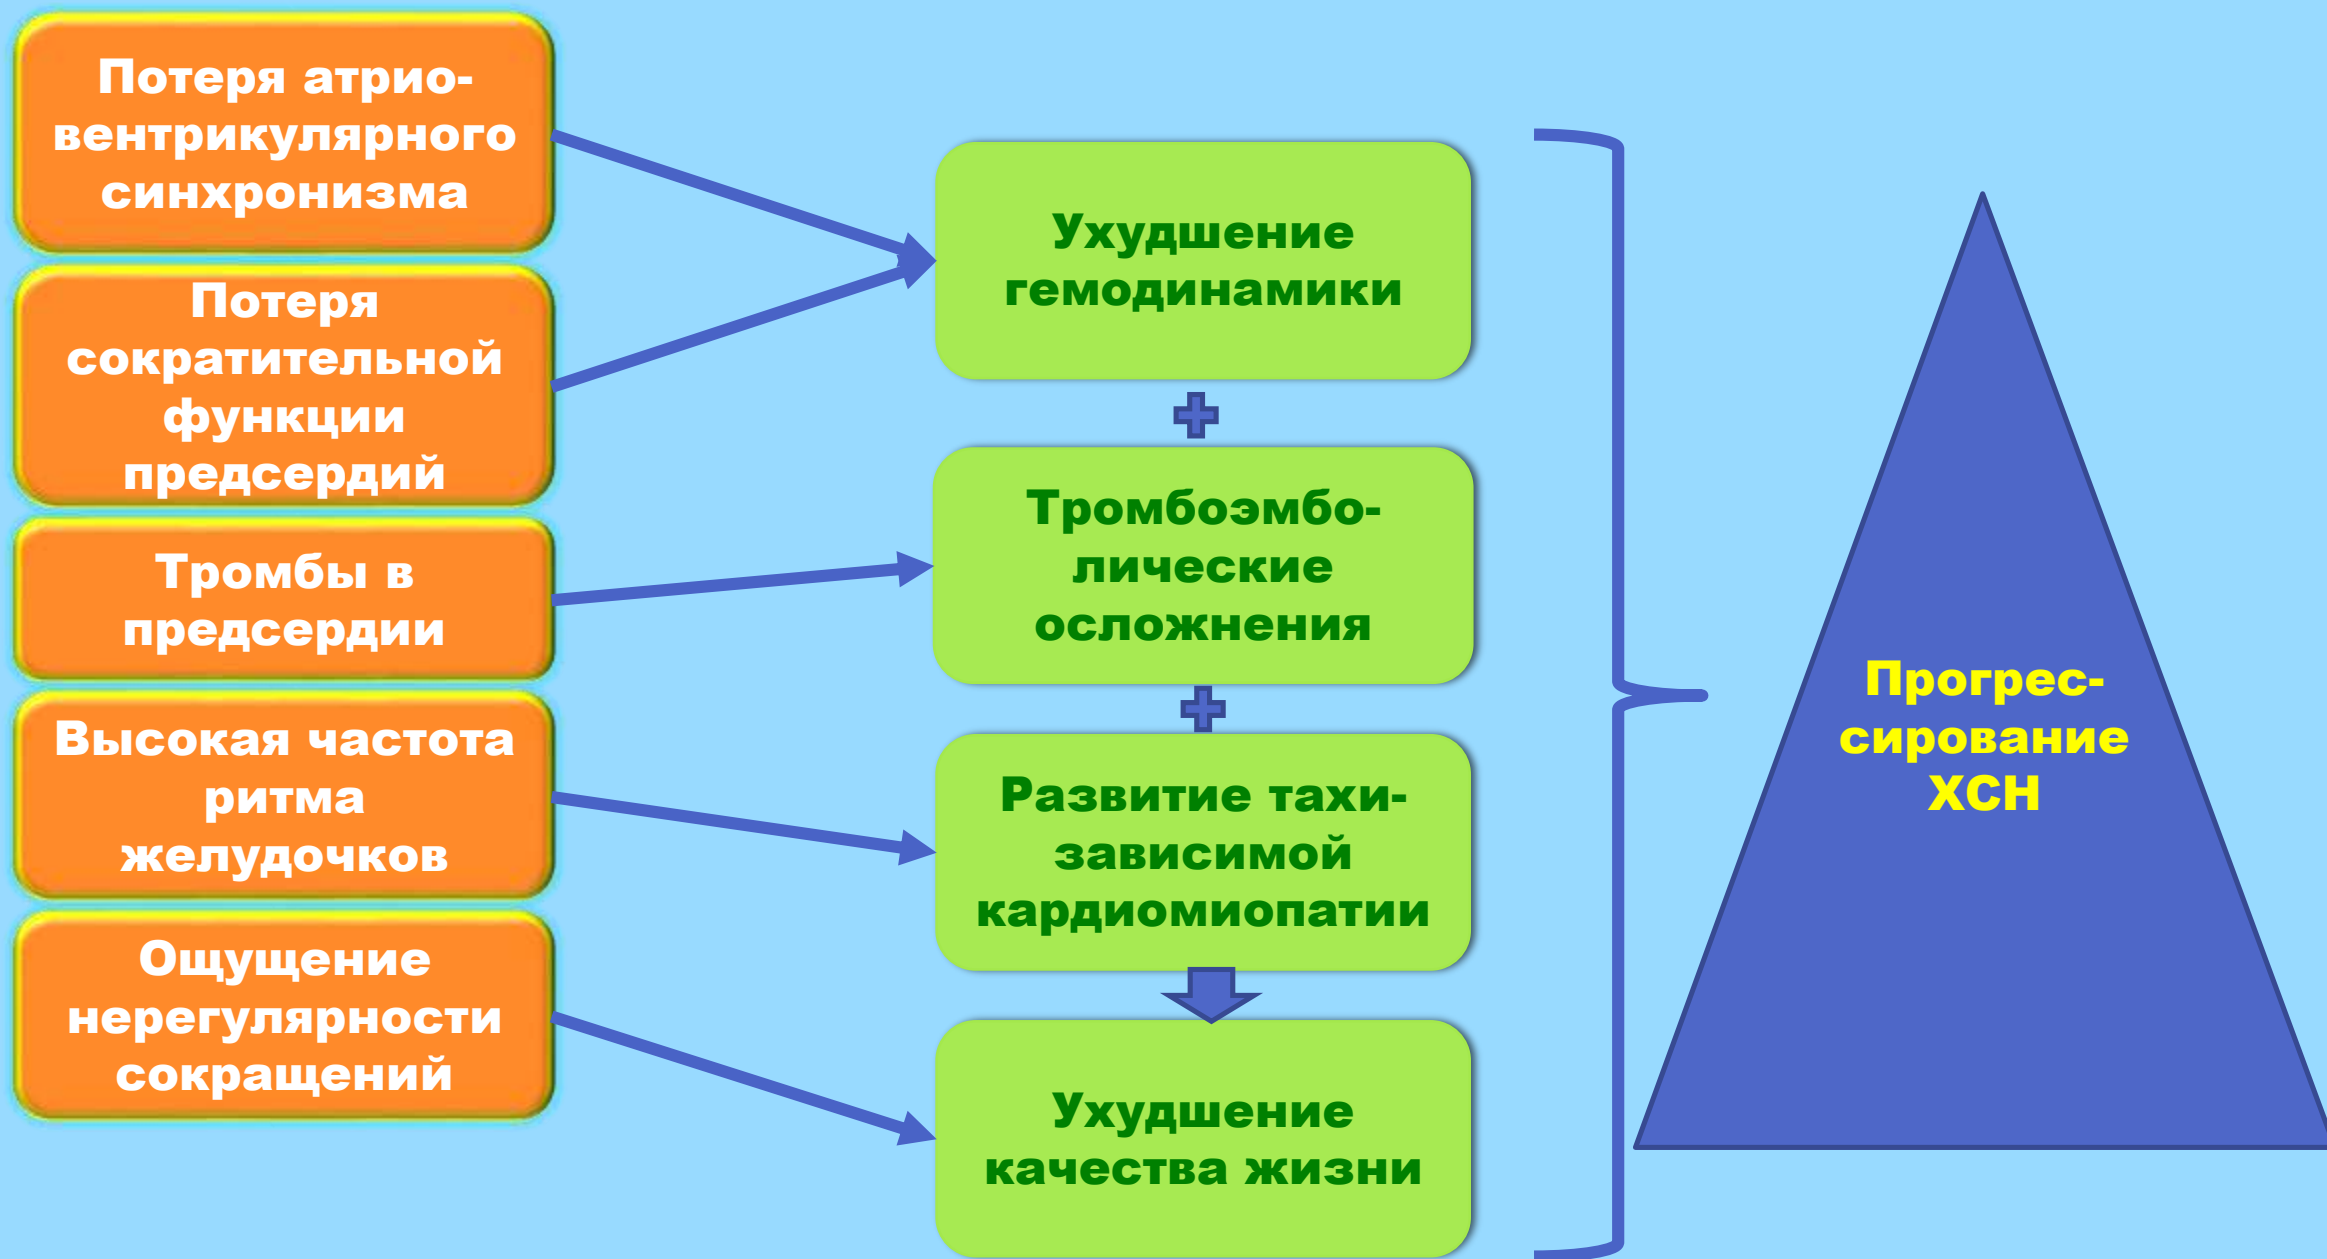 Потеря атрио-
вентрикулярного
синхронизма
Потеря
сократительной
функции
предсердий
Тромбы в
предсердии
Высокая частота
ритма
желудочков
Ощущение
нерегулярности
сокращений
Ухудшение
гемодинамики
Тромбоэмбо-
лические
осложнения
Развитие тахи-
зависимой
кардиомиопатии
Ухудшение
качества жизни
Прогрес-
сирование
ХСН